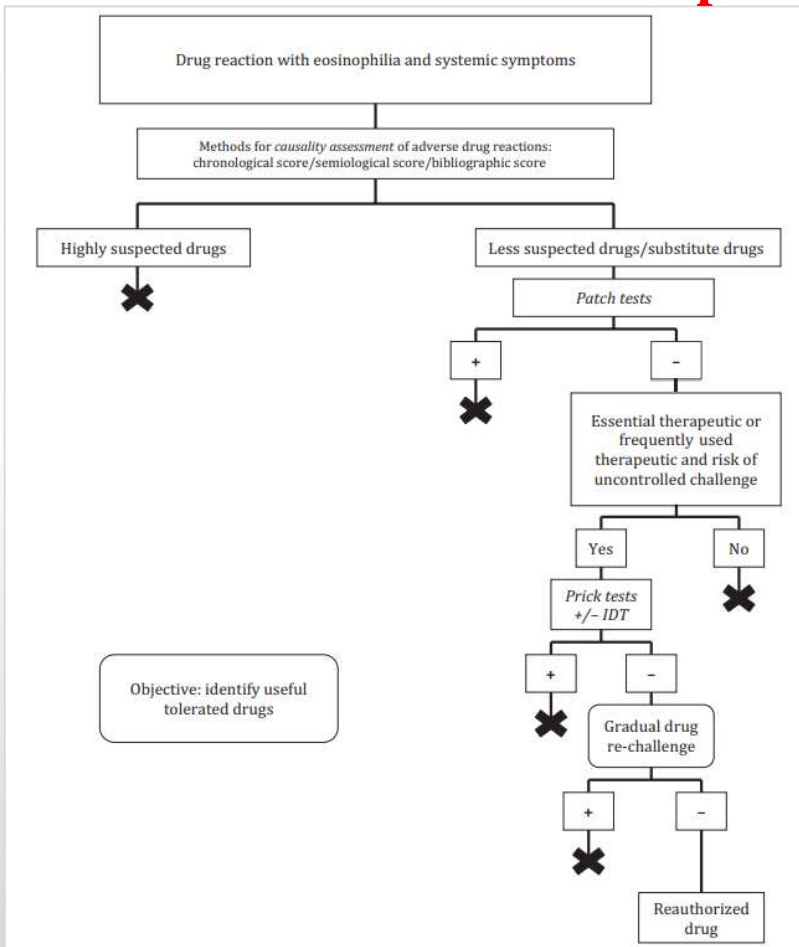 Drug reaction with eosinophilia and systemic symptoms
Methods for causality assessment of adverse drug reactions:
chronological score/semiological score/bibliographic score
Highly suspected drugs
Less suspected drugs/substitute drugs
Patch tests
+
–
Essential therapeutic or
frequently used
therapeutic and risk of
uncontrolled challenge
Yes
No
Prick tests
+/– IDT
+
–
Objective: identify useful
tolerated drugs
Gradual drug
re-challenge
+
–
Reauthorized
drug